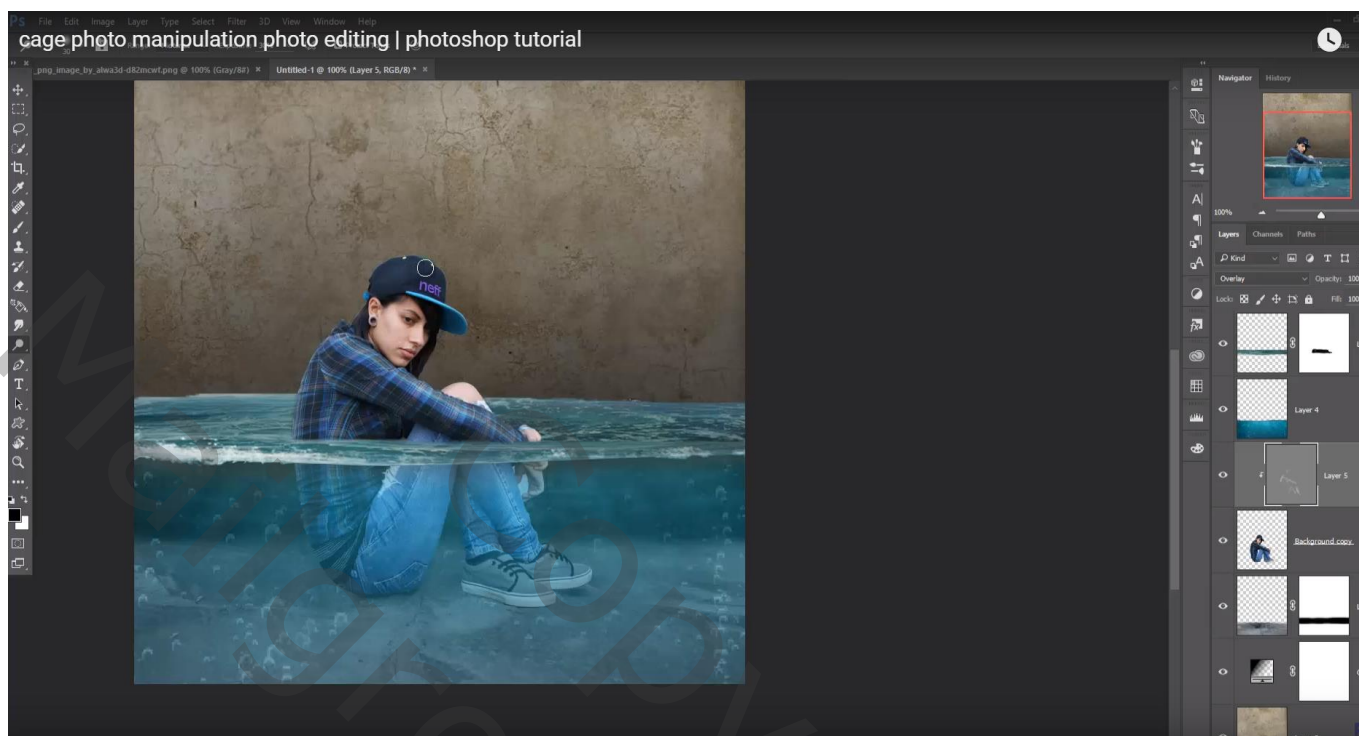 Ps File Edit Image Layer Type Select Filter 3D View Window Help
cage photo manipulation photo editing | photoshop tutorial
_png_image_by_alwa3d-d82mcwf.png @ 100% (Gray/8#) × Untitled-1 @ 100% (Layer 5, RGB/8) * ×
Navigator History
100%
Layers Channels Paths
Kind
Overlay Opacity: 100
Lock: Fill: 100
Layer 4
Layer 5
Background copy
neff